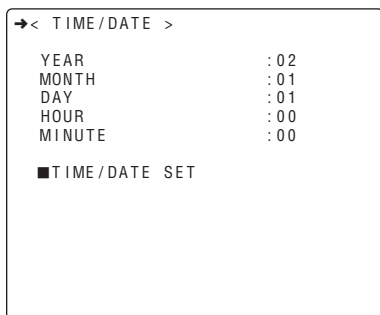 ➔< TIME/DATE >
YEAR :02
MONTH :01
DAY :01
HOUR :00
MINUTE :00
■TIME/DATE SET